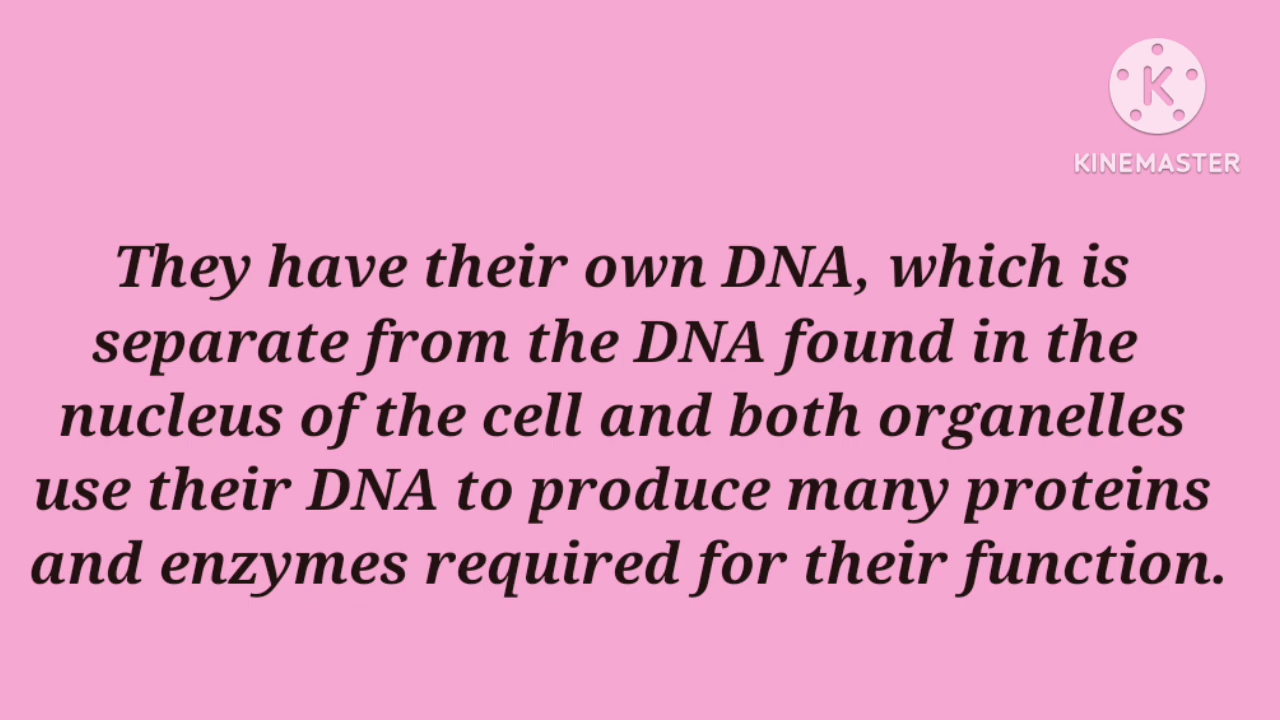 K
KINEMASTER
They have their own DNA, which is
separate from the DNA found in the
nucleus of the cell and both organelles
use their DNA to produce many proteins
and enzymes required for their function.